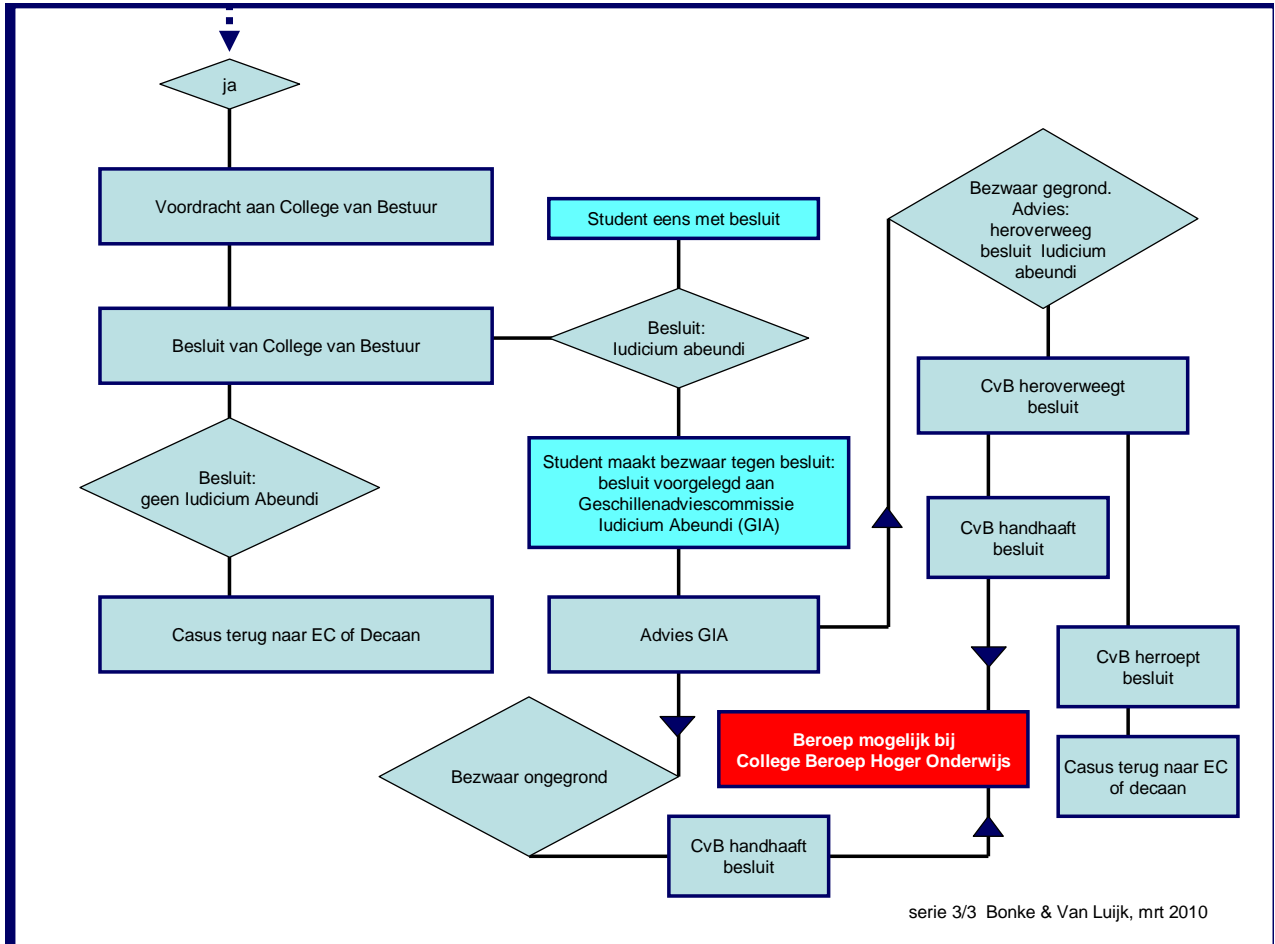 ja
Voordracht aan College van Bestuur
Besluit van College van Bestuur
Besluit:
geen Iudicium Abeundi
Casus terug naar EC of Decaan
Student eens met besluit
Besluit:
Iudicium abeundi
Student maakt bezwaar tegen besluit:
besluit voorgelegd aan
Geschillenadviescommissie
Iudicium Abeundi (GIA)
Advies GIA
Bezwaar ongegrond
CvB handhaaft
besluit
Bezwaar gegrond.
Advies:
heroverweeg
besluit Iudicium
abeundi
CvB heroverweegt
besluit
CvB handhaaft
besluit
Beroep mogelijk bij
College Beroep Hoger Onderwijs
CvB herroept
besluit
Casus terug naar EC
of decaan
serie 3/3 Bonke & Van Luijk, mrt 2010